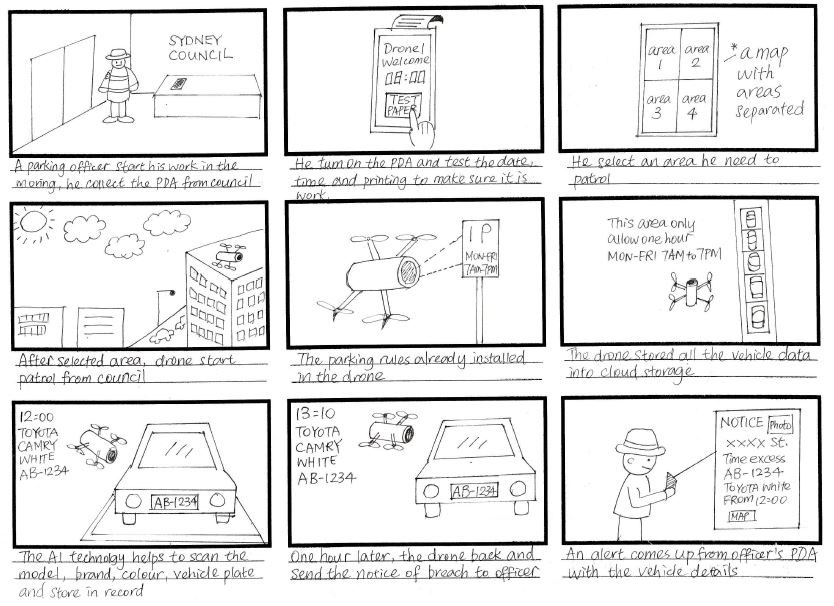 SYDNEY
COUNCIL
A parking officer start his work in the
moring, he collect the PDA from council
Drone1
Welcome
08:00
TEST
PAPER
He turn on the PDA and test the date,
time and printing to make sure it is
work.
area
1
area
2
area
3
area
4
*a map
with
areas
separated
He select an area he need to
patrol
After selected area, drone start
patrol from council
1P
MON-FRI
7AM-7PM
The parking rules already installed
in the drone
This area only
allow one hour
MON-FRI 7AM to 7PM
The drone stored all the vehicle data
into cloud storage
12:00
TOYOTA
CAMRY
WHITE
AB-1234
AB-1234
The AI technology helps to scan the
model, brand, colour, vehicle plate
and store in record
13:10
TOYOTA
CAMRY
WHITE
AB-1234
AB-1234
One hour later, the drone back and
send the notice of breach to officer
NOTICE
Photo
XXXX St.
Time excess
AB-1234
TOYOTA White
FROM 12:00
MAP
An alert comes up from officer's PDA
with the vehicle details